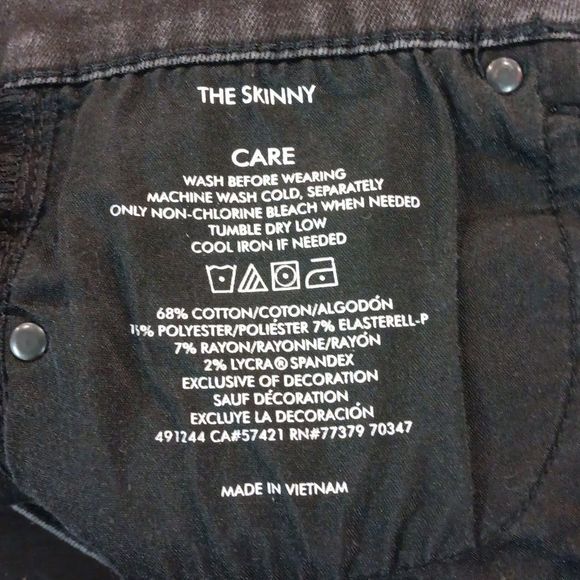 THE SKINNY
CARE
WASH BEFORE WEARING
MACHINE WASH COLD, SEPARATELY
ONLY NON-CHLORINE BLEACH WHEN NEEDED
TUMBLE DRY LOW
COOL IRON IF NEEDED
68% COTTON/COTON/ALGODÓN
POLYESTER/POLIÉSTER 7% ELASTERELL-P
7% RAYON/RAYONNE/RAYÓN
2% LYCRA® SPANDEX
EXCLUSIVE OF DECORATION
SAUF DÉCORATION
EXCLUYE LA DECORACIÓN
491244 CA#57421 RN#77379 70347
MADE IN VIETNAM